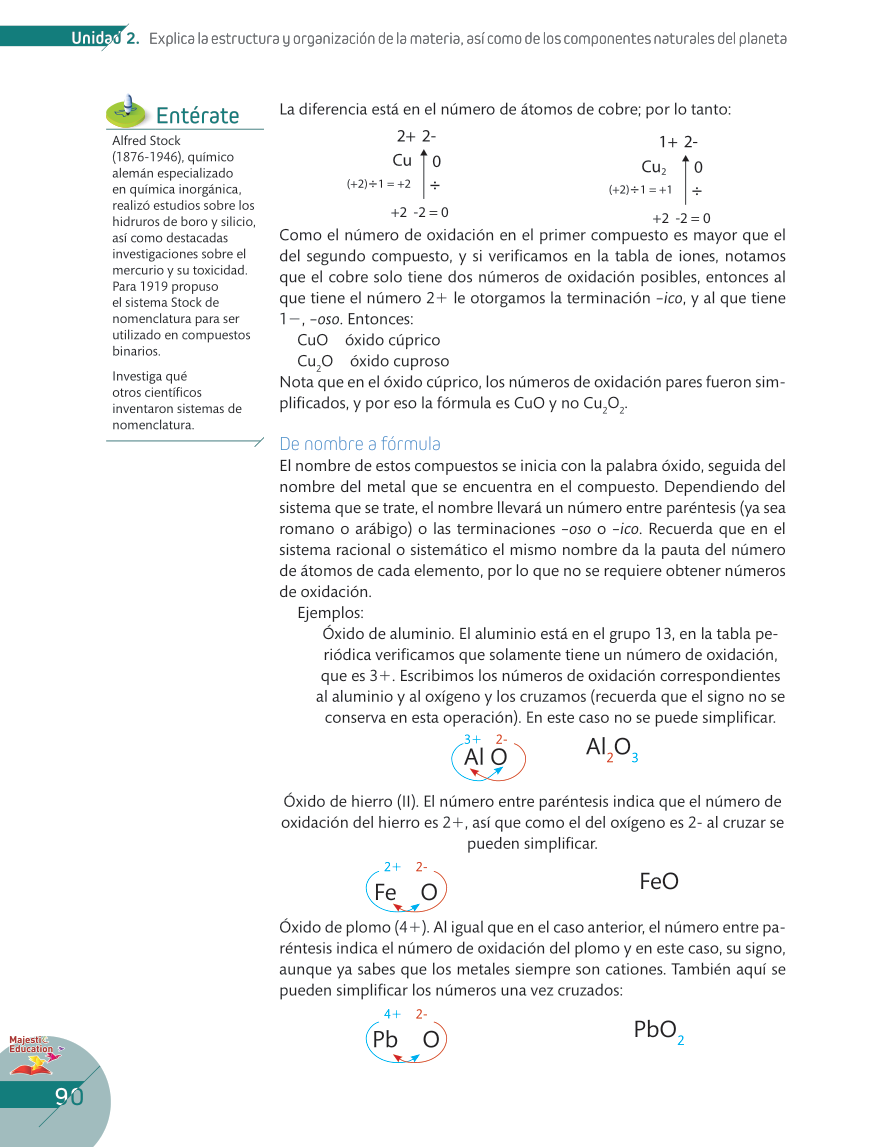 Unidad 2. Explica la estructura y organización de la materia, así como de los componentes naturales del planeta
Entérate
Alfred Stock
(1876-1946), químico
alemán especializado
en química inorgánica,
realizó estudios sobre los
hidruros de boro y silicio,
así como destacadas
investigaciones sobre el
mercurio y su toxicidad.
Para 1919 propuso
el sistema Stock de
nomenclatura para ser
utilizado en compuestos
binarios.
Investiga qué
otros científicos
inventaron sistemas de
nomenclatura.
La diferencia está en el número de átomos de cobre; por lo tanto:
2+ 2-
Cu 0
(+2)÷1 = +2 ÷
+2 -2 = 0
1+ 2-
Cu2 0
(+2)÷1 = +1 ÷
+2 -2 = 0
Como el número de oxidación en el primer compuesto es mayor que el
del segundo compuesto, y si verificamos en la tabla de iones, notamos
que el cobre solo tiene dos números de oxidación posibles, entonces al
que tiene el número 2+ le otorgamos la terminación –ico, y al que tiene
1−, –oso. Entonces:
CuO óxido cúprico
Cu2O óxido cuproso
Nota que en el óxido cúprico, los números de oxidación pares fueron sim-
plificados, y por eso la fórmula es CuO y no Cu2O2.
De nombre a fórmula
El nombre de estos compuestos se inicia con la palabra óxido, seguida del
nombre del metal que se encuentra en el compuesto. Dependiendo del
sistema que se trate, el nombre llevará un número entre paréntesis (ya sea
romano o arábigo) o las terminaciones –oso o –ico. Recuerda que en el
sistema racional o sistemático el mismo nombre da la pauta del número
de átomos de cada elemento, por lo que no se requiere obtener números
de oxidación.
Ejemplos:
Óxido de aluminio. El aluminio está en el grupo 13, en la tabla pe-
riódica verificamos que solamente tiene un número de oxidación,
que es 3+. Escribimos los números de oxidación correspondientes
al aluminio y al oxígeno y los cruzamos (recuerda que el signo no se
conserva en esta operación). En este caso no se puede simplificar.
3+ 2-
Al O Al2O3
Óxido de hierro (II). El número entre paréntesis indica que el número de
oxidación del hierro es 2+, así que como el del oxígeno es 2- al cruzar se
pueden simplificar.
2+ 2-
Fe O FeO
Óxido de plomo (4+). Al igual que en el caso anterior, el número entre pa-
réntesis indica el número de oxidación del plomo y en este caso, su signo,
aunque ya sabes que los metales siempre son cationes. También aquí se
pueden simplificar los números una vez cruzados:
4+ 2-
Pb O PbO2
Majestic
Education
90